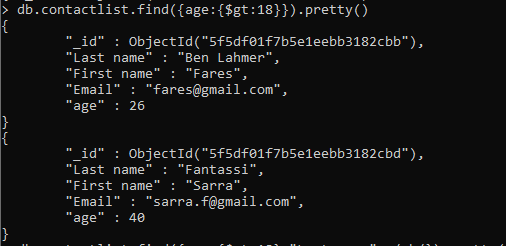 > db.contactlist.find({age:{$gt:18}}).pretty()
{
"_id" : ObjectId("5f5df01f7b5e1eebb3182cbb"),
"Last name" : "Ben Lahmer",
"First name" : "Fares",
"Email" : "fares@gmail.com",
"age" : 26
}
{
"_id" : ObjectId("5f5df01f7b5e1eebb3182cbd"),
"Last name" : "Fantassi",
"First name" : "Sarra",
"Email" : "sarra.f@gmail.com",
"age" : 40
}